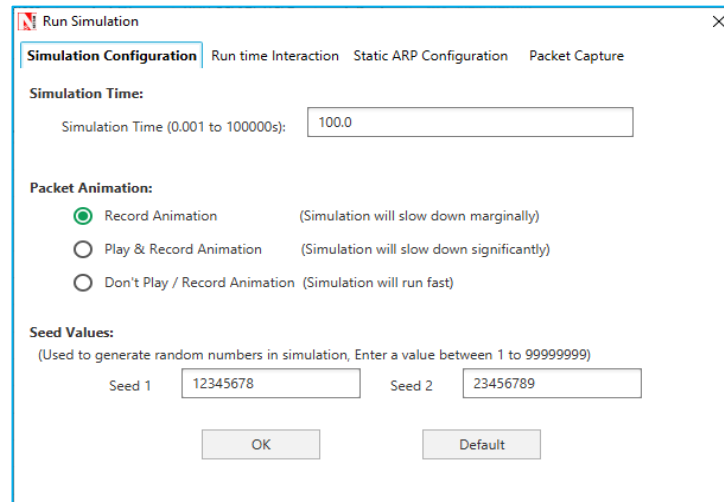 Run Simulation
Simulation Configuration Run time Interaction Static ARP Configuration Packet Capture
Simulation Time:
Simulation Time (0.001 to 100000s): 100.0
Packet Animation:
Record Animation (Simulation will slow down marginally)
Play & Record Animation (Simulation will slow down significantly)
Don't Play / Record Animation (Simulation will run fast)
Seed Values:
(Used to generate random numbers in simulation, Enter a value between 1 to 99999999)
Seed 1 12345678 Seed 2 23456789
OK Default